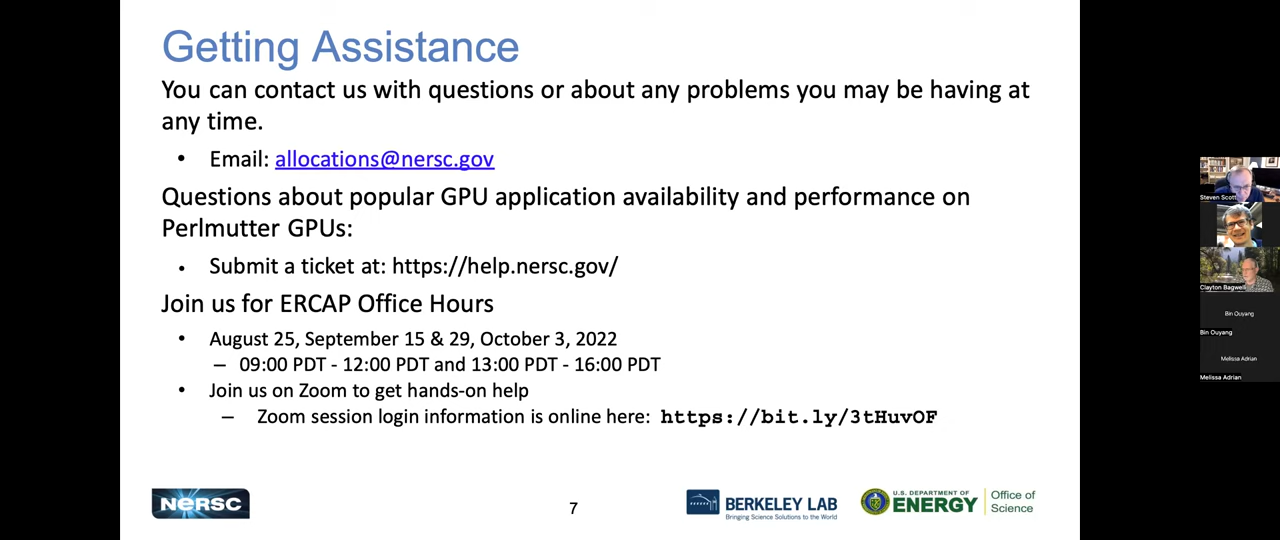 Getting Assistance
You can contact us with questions or about any problems you may be having at
any time.
• Email: allocations@nersc.gov
Questions about popular GPU application availability and performance on
Perlmutter GPUs:
• Submit a ticket at: https://help.nersc.gov/
Join us for ERCAP Office Hours
• August 25, September 15 & 29, October 3, 2022
– 09:00 PDT - 12:00 PDT and 13:00 PDT - 16:00 PDT
• Join us on Zoom to get hands-on help
– Zoom session login information is online here: https://bit.ly/3tHuvOF
NERSC
7
BERKELEY LAB
Bringing Science Solutions to the World
U.S. DEPARTMENT OF
ENERGY
Office of
Science
Steven Scott
Clayton Bagwell
Bin Ouyang
Bin Ouyang
Melissa Adrian
Melissa Adrian